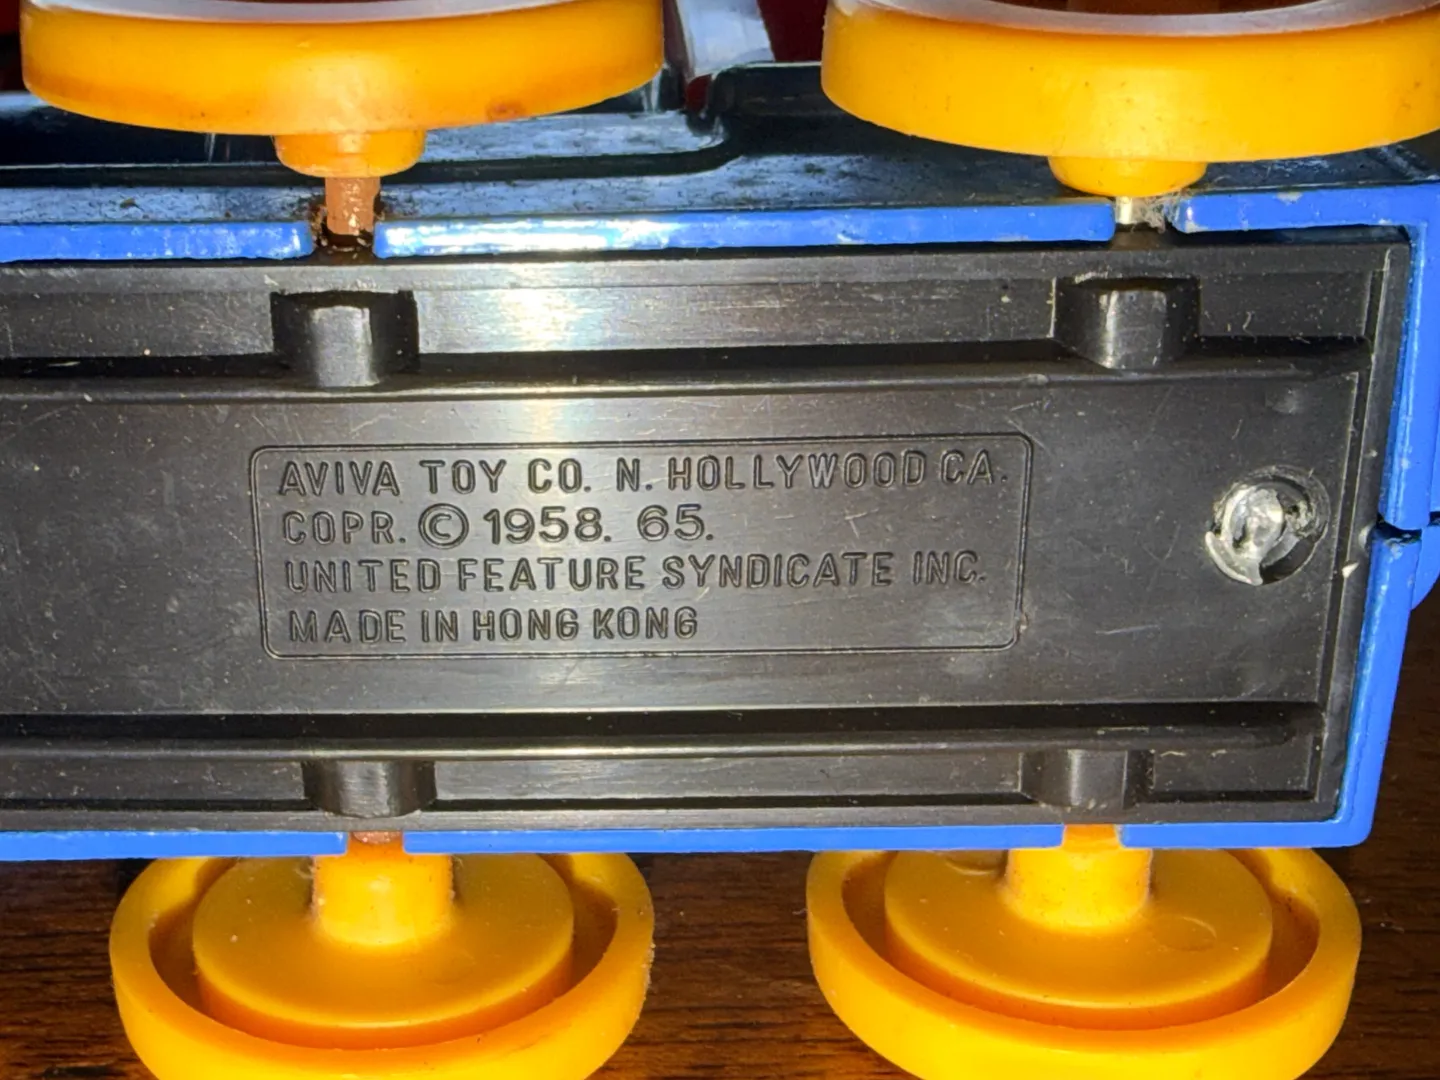 AVIVA TOY CO. N. HOLLYWOOD CA.
COPR. © 1958. 65.
UNITED FEATURE SYNDICATE INC.
MADE IN HONG KONG